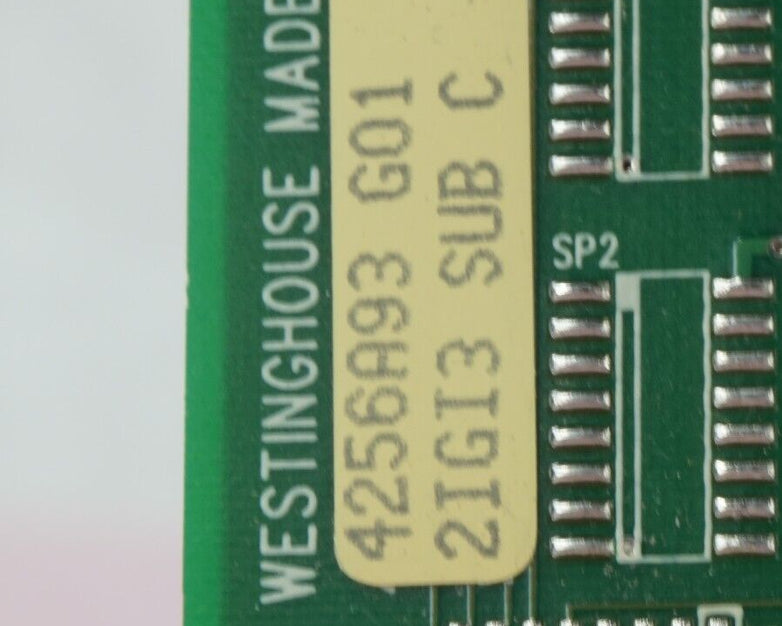 WESTINGHOUSE MADE
4256A93 G01
2IGI3 SUB C
SP2